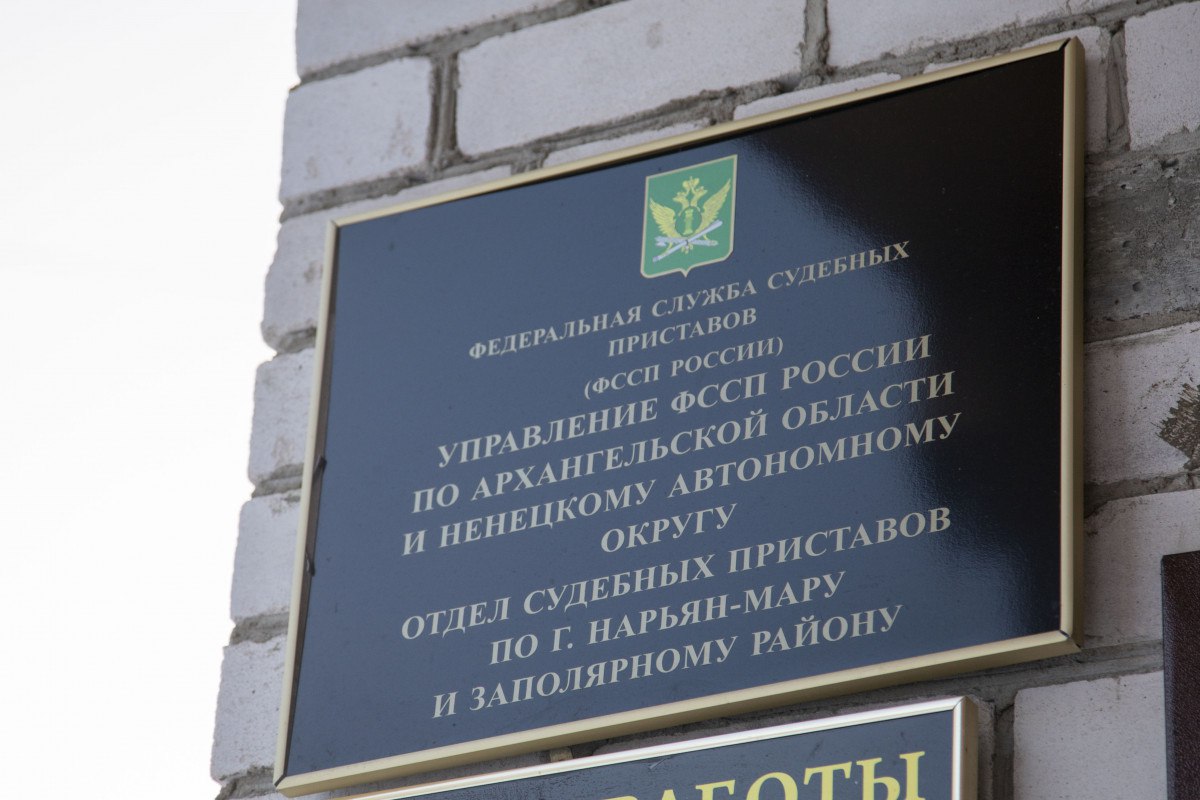 ФЕДЕРАЛЬНАЯ СЛУЖБА СУДЕБНЫХ
ПРИСТАВОВ
(ФССП РОССИИ)
УПРАВЛЕНИЕ ФССП РОССИИ
ПО АРХАНГЕЛЬСКОЙ ОБЛАСТИ
И НЕНЕЦКОМУ АВТОНОМНОМУ
ОКРУГУ
ОТДЕЛ СУДЕБНЫХ ПРИСТАВОВ
ПО Г. НАРЬЯН-МАРУ
И ЗАПОЛЯРНОМУ РАЙОНУ
РАБОТЫ